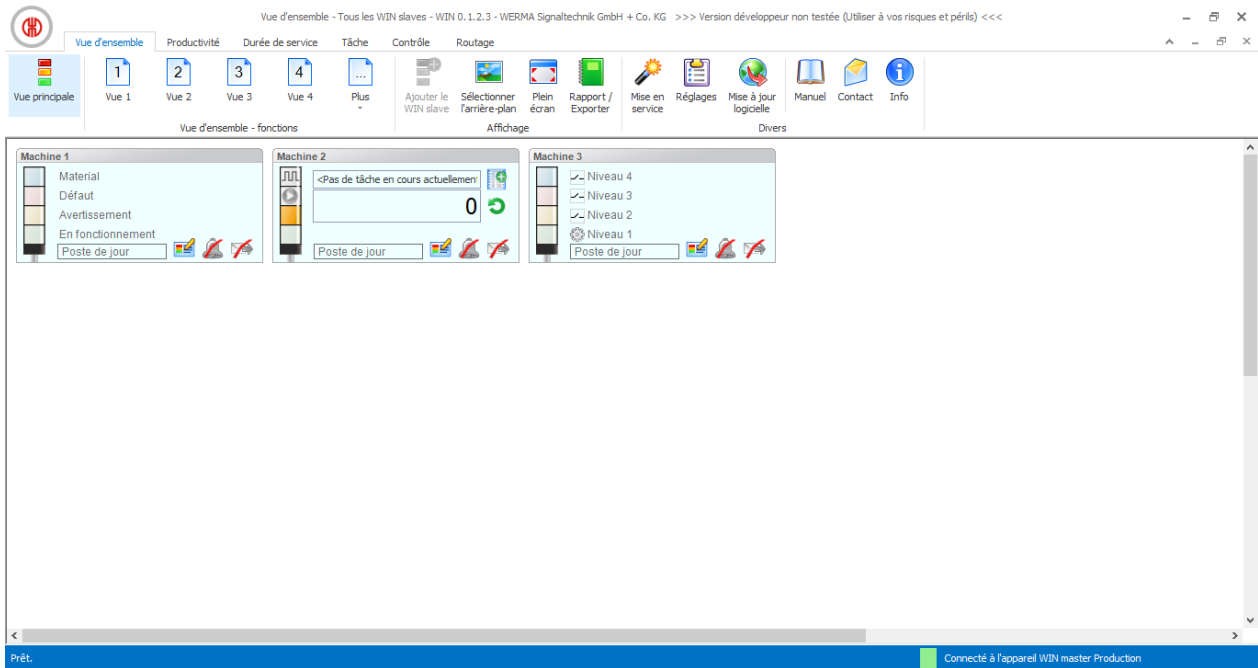 Vue d'ensemble - Tous les WIN slaves - WIN 0.1.2.3 - WERMA Signaltechnik GmbH + Co. KG >>> Version développeur non testée (Utiliser à vos risques et périls) <<<
Vue d'ensemble Productivité Durée de service Tâche Contrôle Routage
1 2 3 4 ...
Vue principale Vue 1 Vue 2 Vue 3 Vue 4 Plus Ajouter le WIN slave Sélectionner l'arrière-plan Plein écran Rapport / Exporter Mise en service Réglages Mise à jour logicielle Manuel Contact Info
Vue d'ensemble - fonctions Affichage Divers
Machine 1
Material
Défaut
Avertissement
En fonctionnement
Poste de jour
Machine 2
<Pas de tâche en cours actuellement
0
Poste de jour
Machine 3
Niveau 4
Niveau 3
Niveau 2
Niveau 1
Poste de jour
Prêt. Connecté à l'appareil WIN master Production